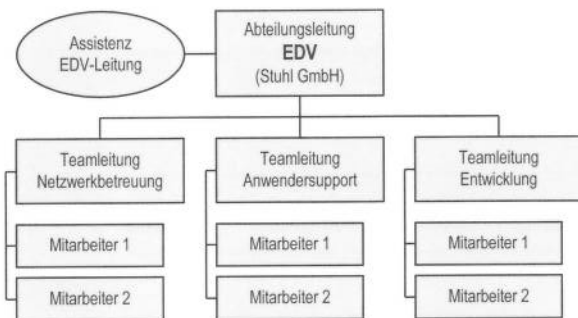 Assistenz
EDV-Leitung
Abteilungsleitung
EDV
(Stuhl GmbH)
Teamleitung
Netzwerkbetreuung
Mitarbeiter 1
Mitarbeiter 2
Teamleitung
Anwendersupport
Mitarbeiter 1
Mitarbeiter 2
Teamleitung
Entwicklung
Mitarbeiter 1
Mitarbeiter 2